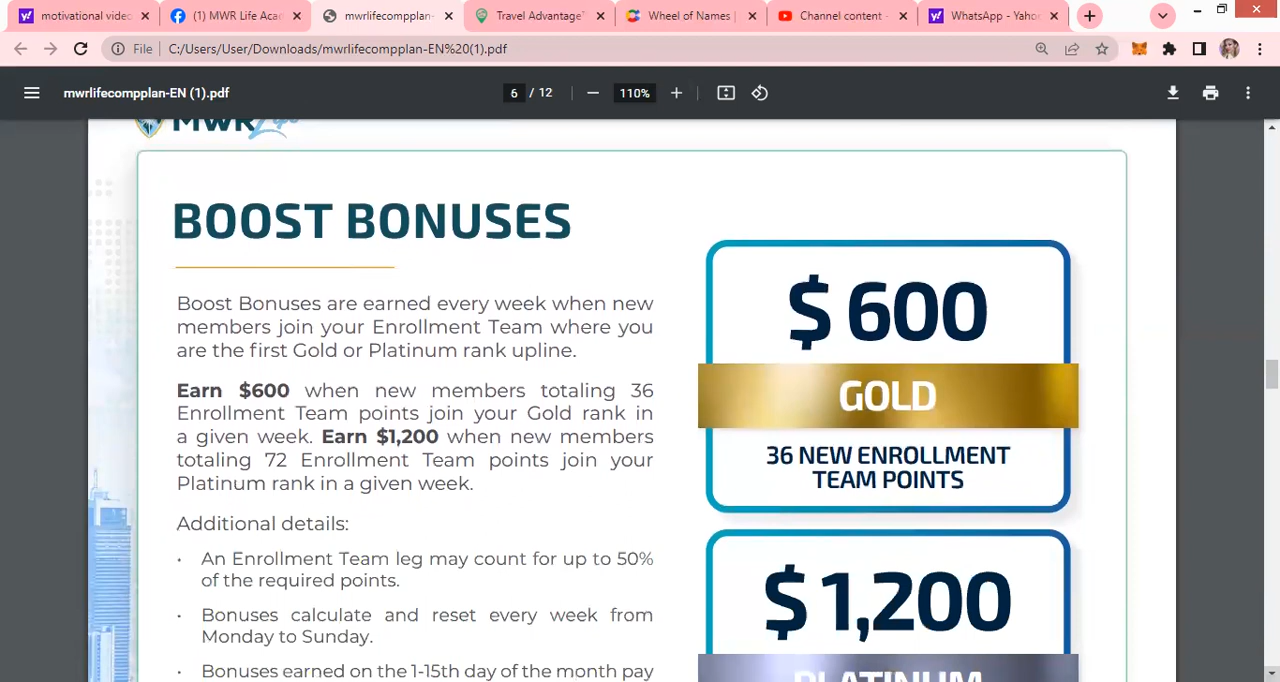 motivational video
(1) MWR Life Aca
mwrlifecompplan-
Travel Advantage™
Wheel of Names |
Channel content -
WhatsApp - Yaho
File
C:/Users/User/Downloads/mwrlifecompplan-EN%20(1).pdf
mwrlifecompplan-EN (1).pdf
6 / 12
110%
MWR Life
BOOST BONUSES
Boost Bonuses are earned every week when new
members join your Enrollment Team where you
are the first Gold or Platinum rank upline.
Earn $600 when new members totaling 36
Enrollment Team points join your Gold rank in
a given week. Earn $1,200 when new members
totaling 72 Enrollment Team points join your
Platinum rank in a given week.
Additional details:
· An Enrollment Team leg may count for up to 50%
of the required points.
· Bonuses calculate and reset every week from
Monday to Sunday.
· Bonuses earned on the 1-15th day of the month pay
$ 600
GOLD
36 NEW ENROLLMENT
TEAM POINTS
$ 1,200
PLATINUM